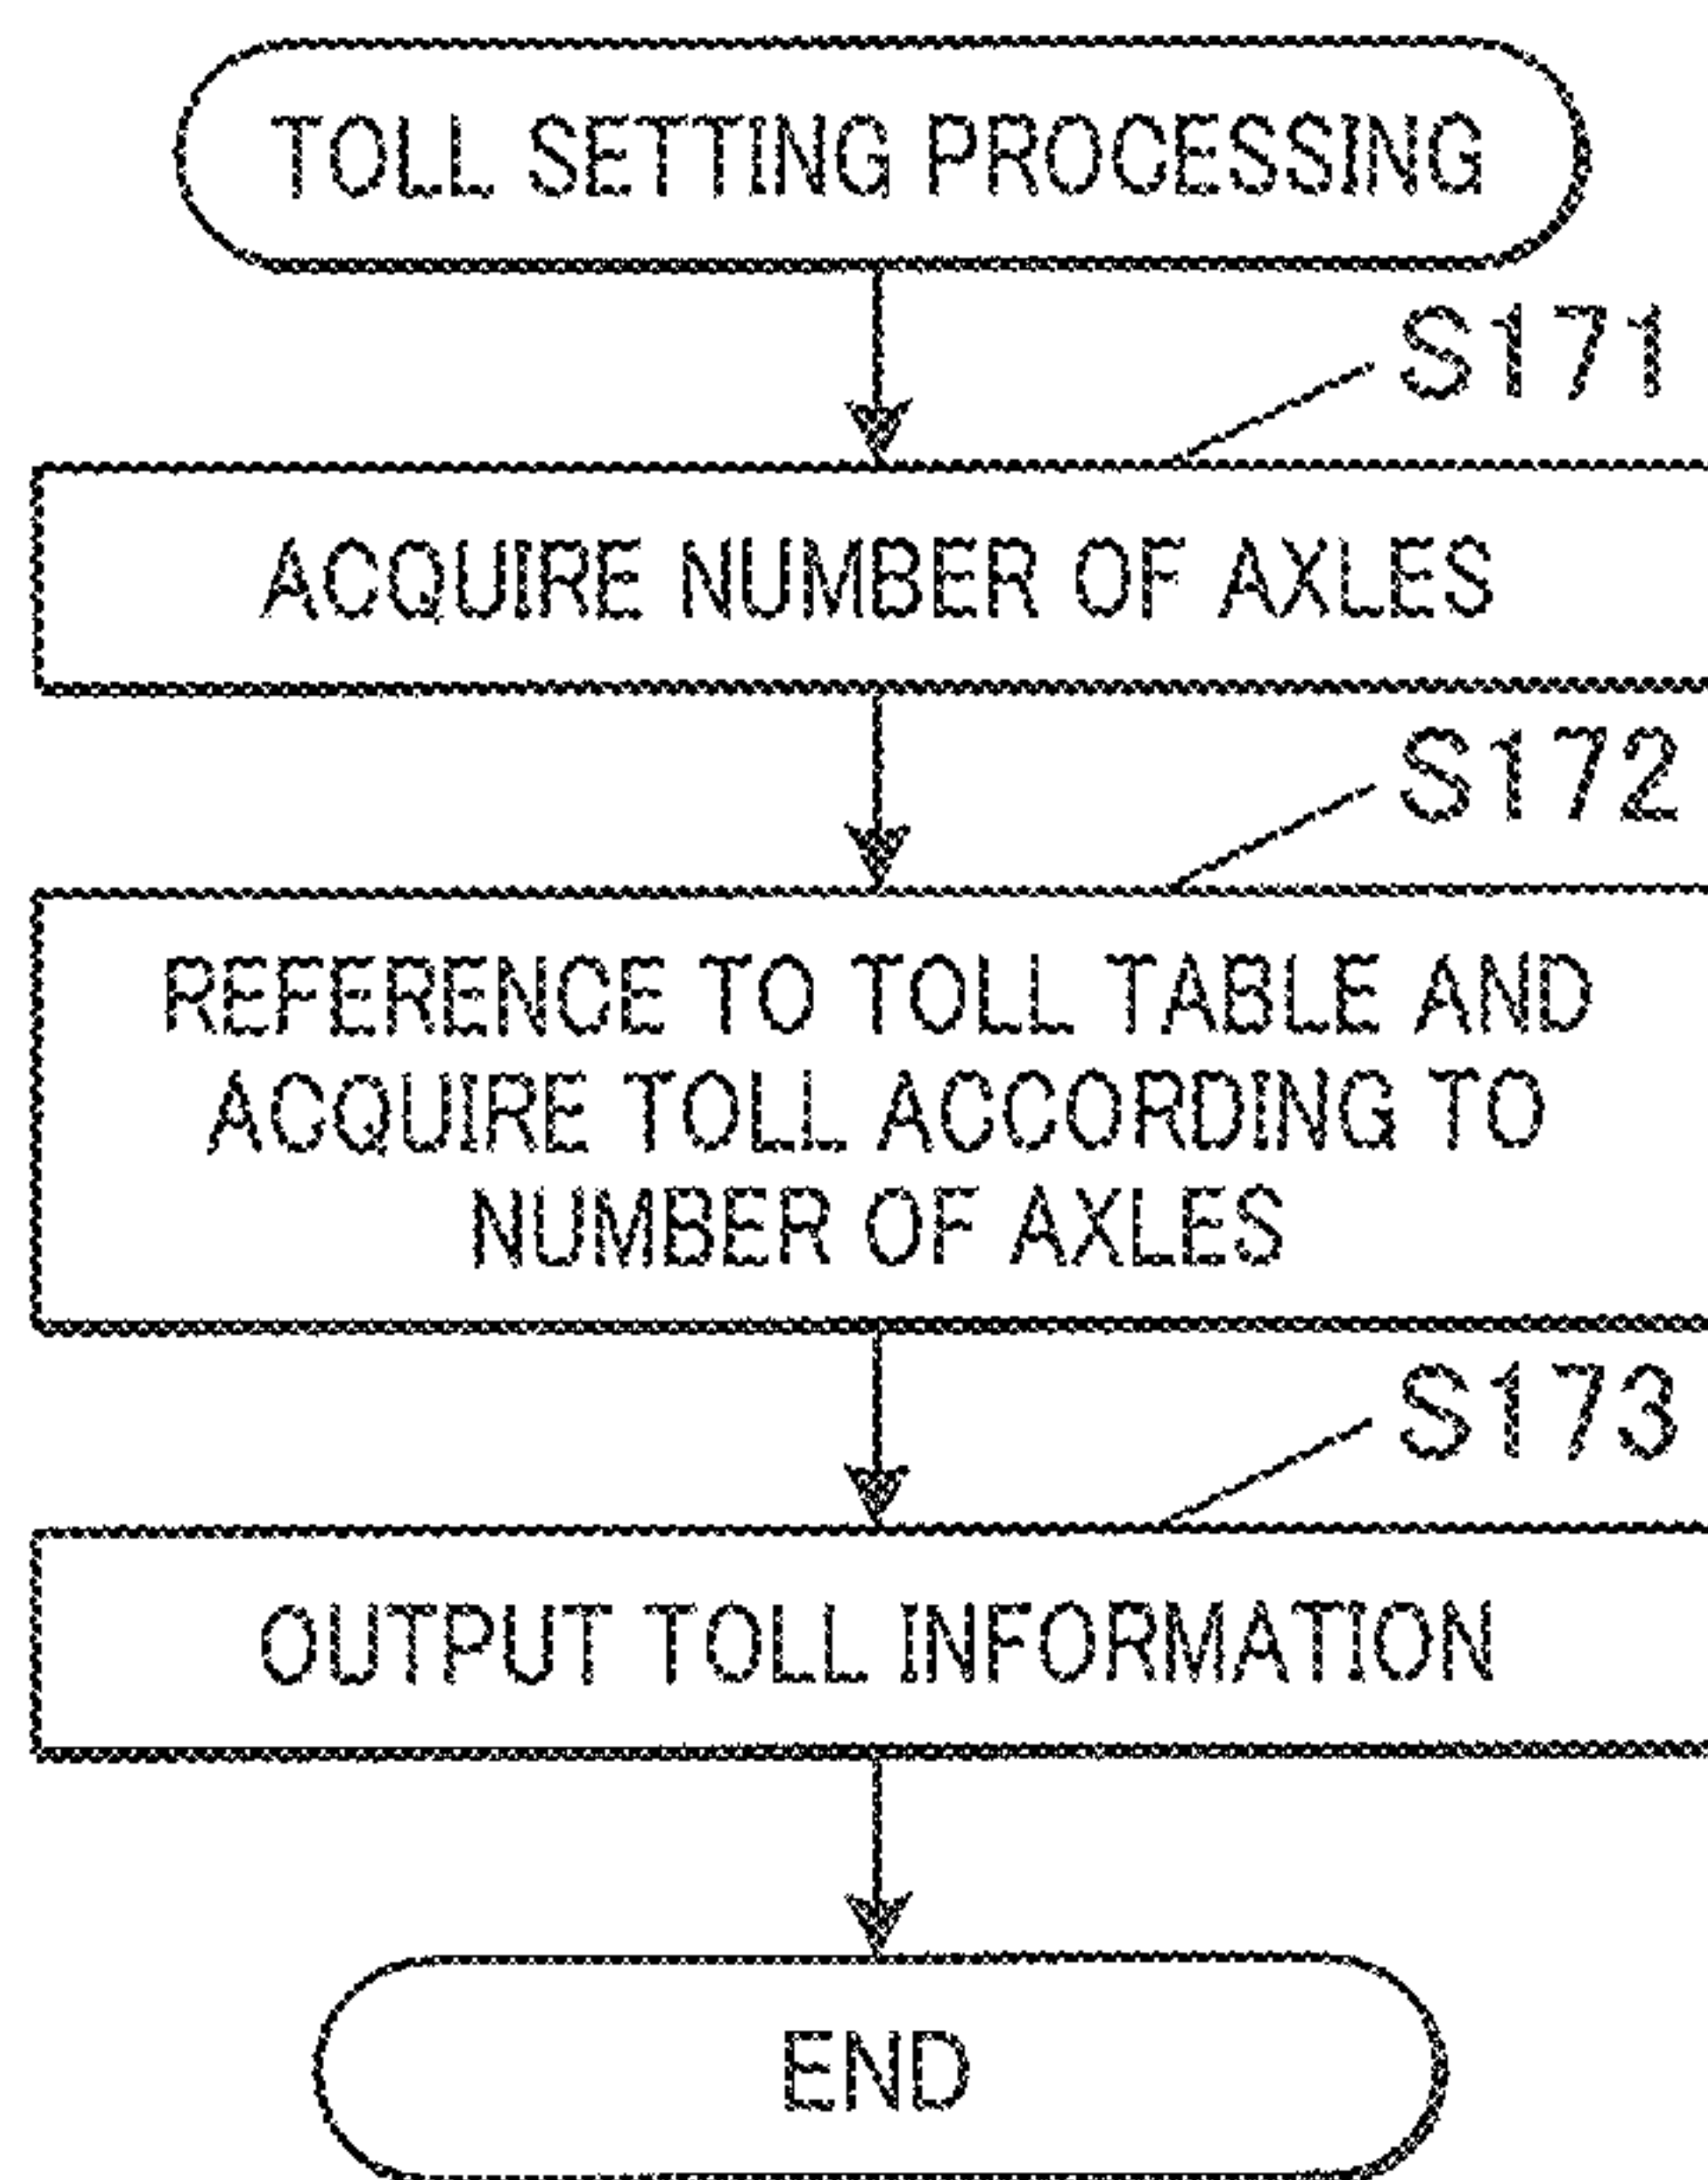 TOLL SETTING PROCESSING
S171
ACQUIRE NUMBER OF AXLES
S172
REFERENCE TO TOLL TABLE AND
ACQUIRE TOLL ACCORDING TO
NUMBER OF AXLES
S173
OUTPUT TOLL INFORMATION
END